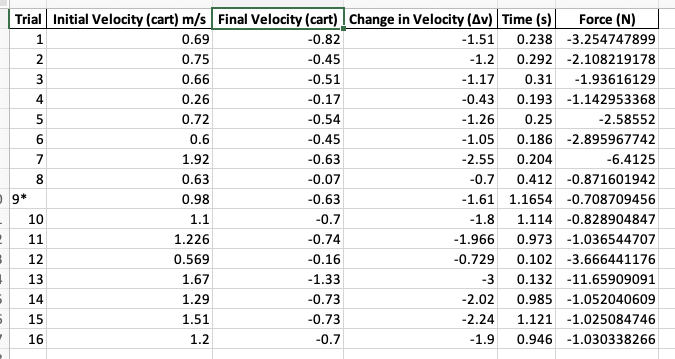 Trial Initial Velocity (cart) m/s Final Velocity (cart) Change in Velocity (Δv) Time (s) Force (N)
1 0.69 -0.82 -1.51 0.238 -3.254747899
2 0.75 -0.45 -1.2 0.292 -2.108219178
3 0.66 -0.51 -1.17 0.31 -1.93616129
4 0.26 -0.17 -0.43 0.193 -1.142953368
5 0.72 -0.54 -1.26 0.25 -2.58552
6 0.6 -0.45 -1.05 0.186 -2.895967742
7 1.92 -0.63 -2.55 0.204 -6.4125
8 0.63 -0.07 -0.7 0.412 -0.871601942
9* 0.98 -0.63 -1.61 1.1654 -0.708709456
10 1.1 -0.7 -1.8 1.114 -0.828904847
11 1.226 -0.74 -1.966 0.973 -1.036544707
12 0.569 -0.16 -0.729 0.102 -3.666441176
13 1.67 -1.33 -3 0.132 -11.65909091
14 1.29 -0.73 -2.02 0.985 -1.052040609
15 1.51 -0.73 -2.24 1.121 -1.025084746
16 1.2 -0.7 -1.9 0.946 -1.030338266